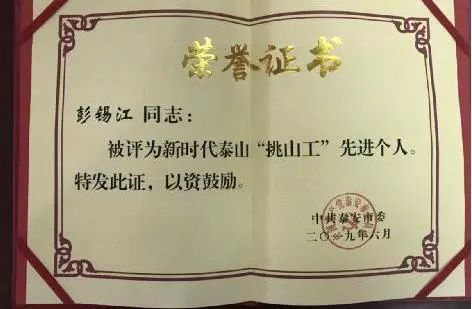 荣誉证书
彭锡江 同志：
被评为新时代泰山“挑山工”先进个人。
特发此证，以资鼓励。
中共泰安市委
二〇一九年六月